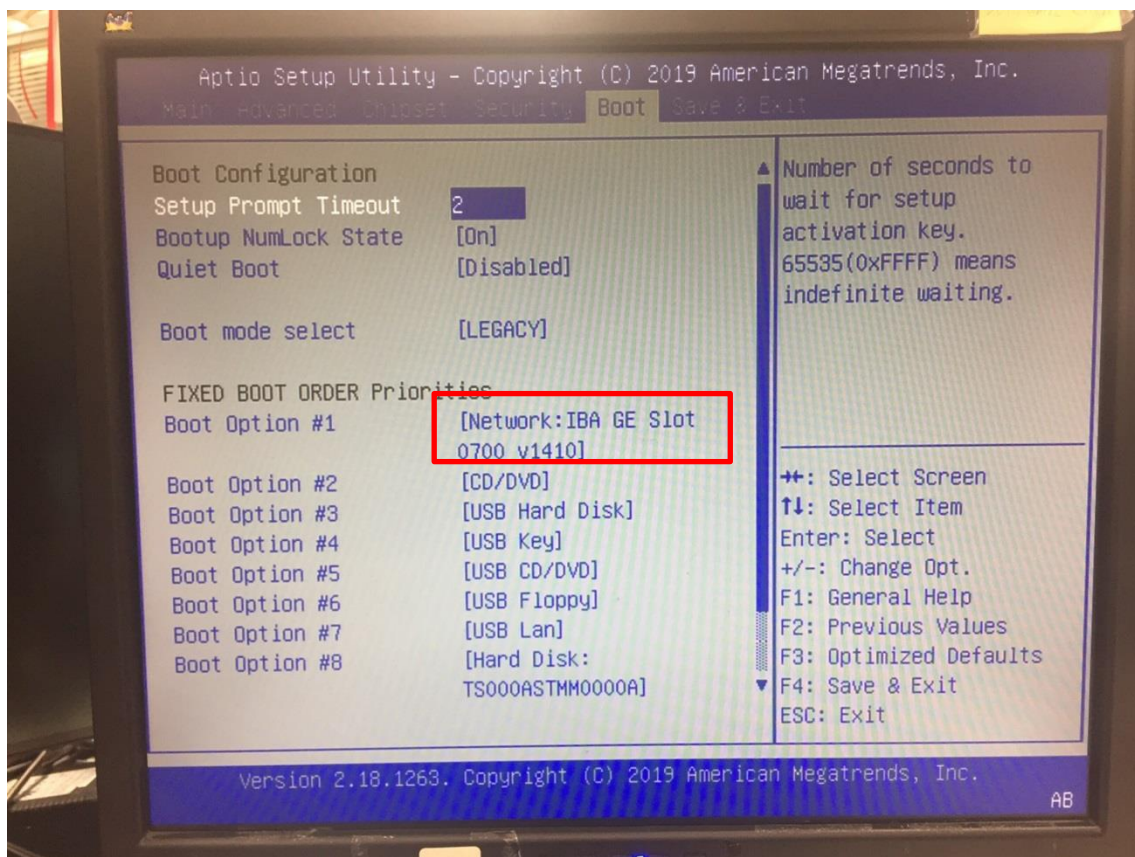 Aptio Setup Utility – Copyright (C) 2019 American Megatrends, Inc.
Main Advanced Chipset Security Boot Save & Exit
Boot Configuration
Setup Prompt Timeout 2
Bootup NumLock State [On]
Quiet Boot [Disabled]
Boot mode select [LEGACY]
FIXED BOOT ORDER Priorities
Boot Option #1 [Network:IBA GE Slot
0700 v1410]
Boot Option #2 [CD/DVD]
Boot Option #3 [USB Hard Disk]
Boot Option #4 [USB Key]
Boot Option #5 [USB CD/DVD]
Boot Option #6 [USB Floppy]
Boot Option #7 [USB Lan]
Boot Option #8 [Hard Disk:
TS000ASTMM0000A]
Number of seconds to
wait for setup
activation key.
65535(0xFFFF) means
indefinite waiting.
→←: Select Screen
↑↓: Select Item
Enter: Select
+/-: Change Opt.
F1: General Help
F2: Previous Values
F3: Optimized Defaults
F4: Save & Exit
ESC: Exit
Version 2.18.1263. Copyright (C) 2019 American Megatrends, Inc.
AB